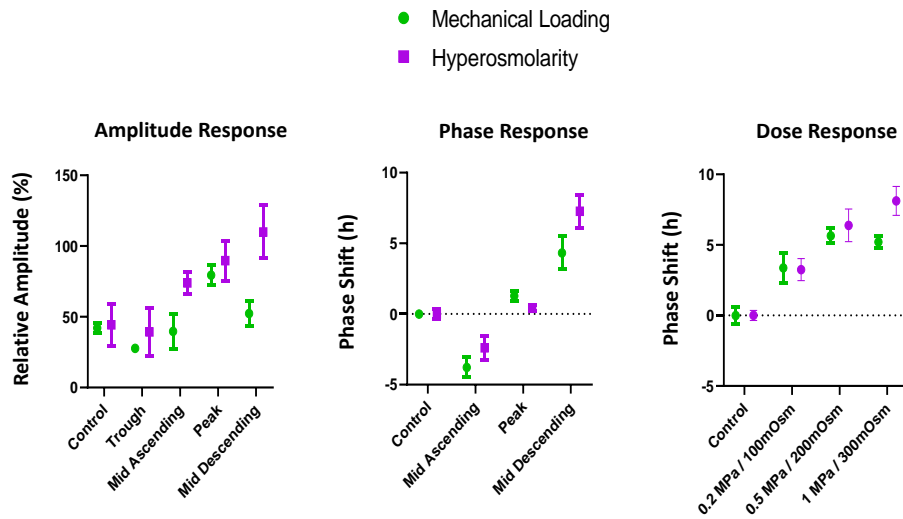 Mechanical Loading
Hyperosmolarity
Amplitude Response
Relative Amplitude (%)
150
100
50
0
Control
Trough
Mid Ascending
Peak
Mid Descending
Phase Response
Phase Shift (h)
10
5
0
-5
Control
Mid Ascending
Peak
Mid Descending
Dose Response
Phase Shift (h)
10
5
0
-5
Control
0.2 MPa / 100mOsm
0.5 MPa / 200mOsm
1 MPa / 300mOsm